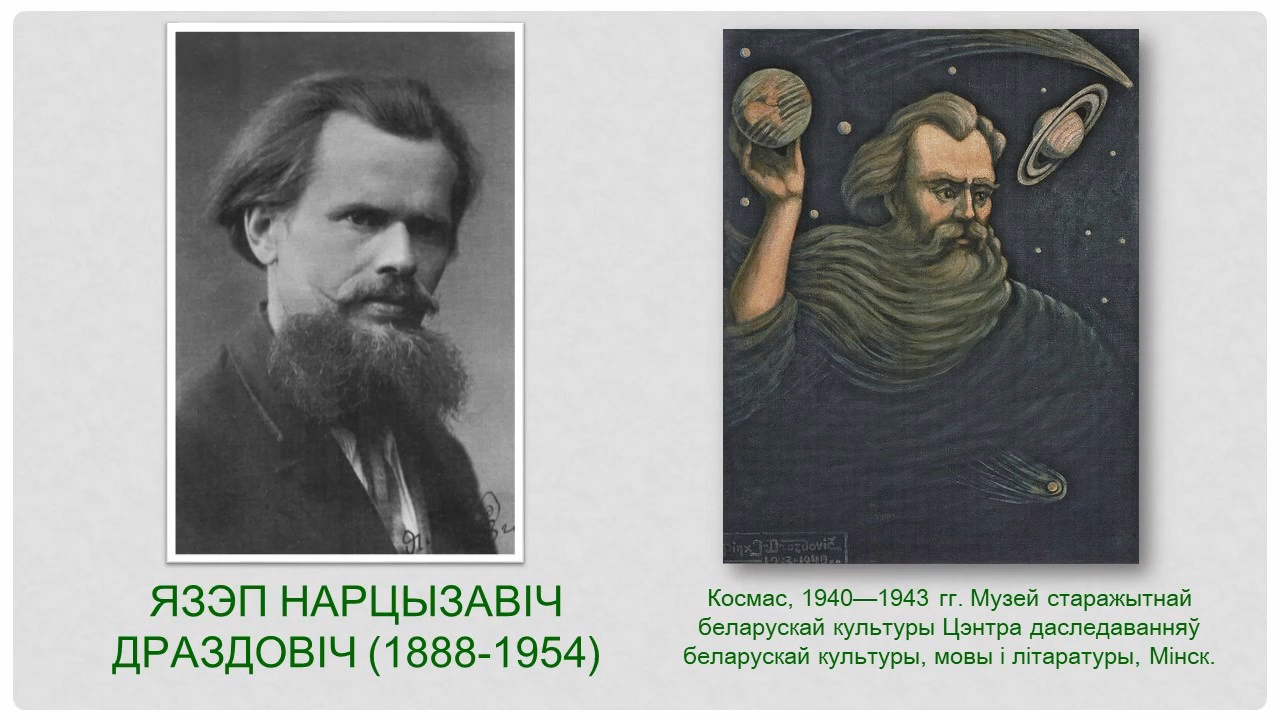 ЯЗЭП НАРЦЫЗАВІЧ
ДРАЗДОВІЧ (1888-1954)
Космас, 1940—1943 гг. Музей старажытнай
беларускай культуры Цэнтра даследаванняў
беларускай культуры, мовы і літаратуры, Мінск.